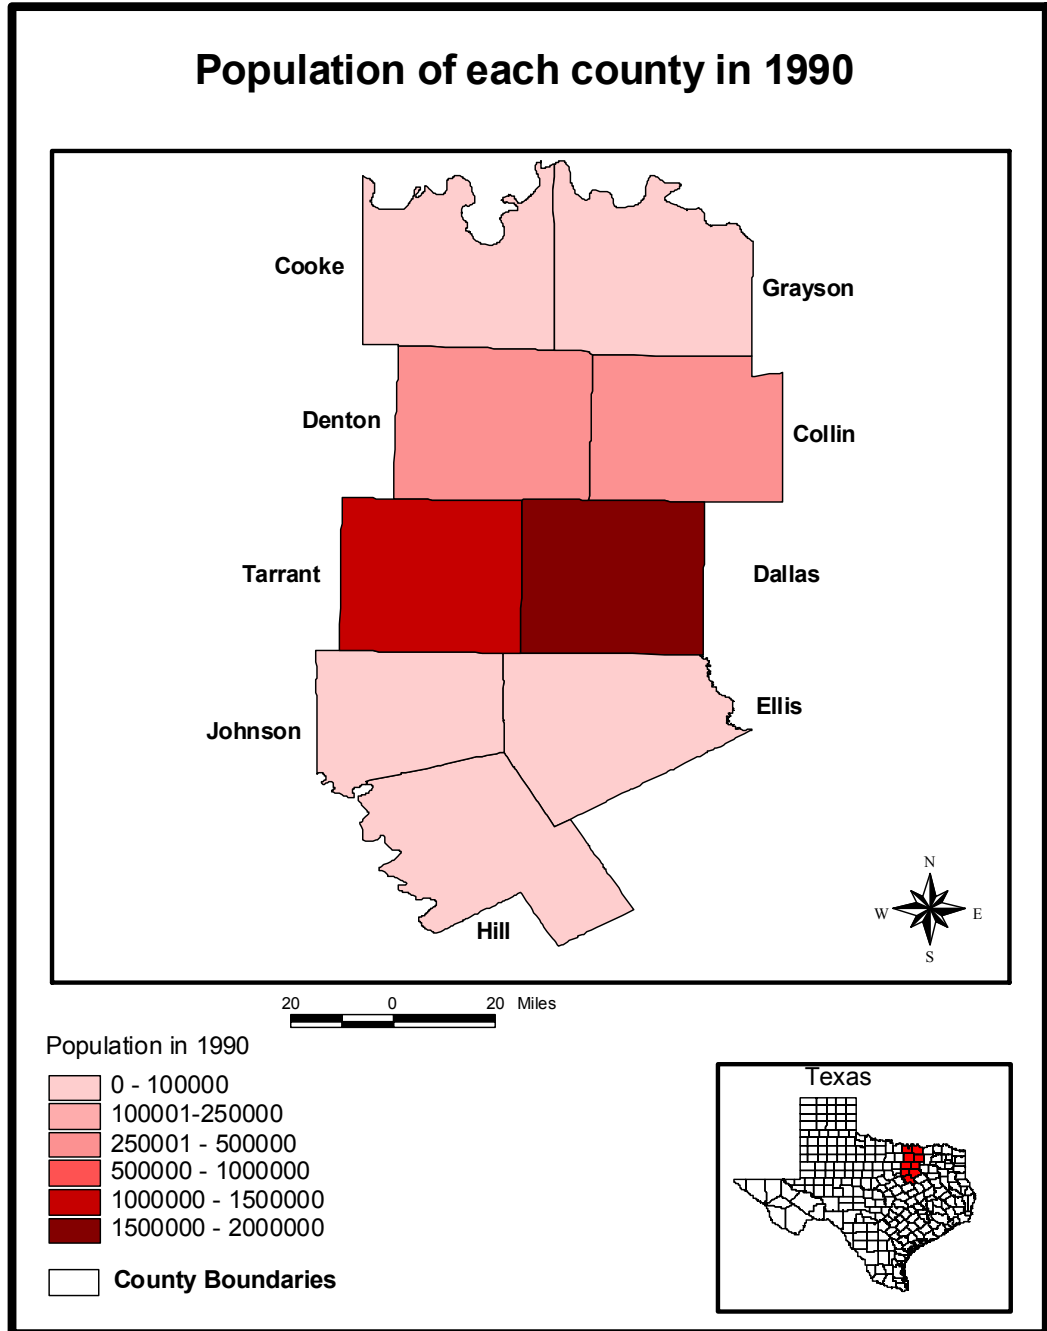 Population of each county in 1990
Cooke
Grayson
Denton
Collin
Tarrant
Dallas
Johnson
Ellis
Hill
N
W E
S
20 0 20 Miles
Population in 1990
0 - 100000
100001-250000
250001 - 500000
500000 - 1000000
1000000 - 1500000
1500000 - 2000000
County Boundaries
Texas